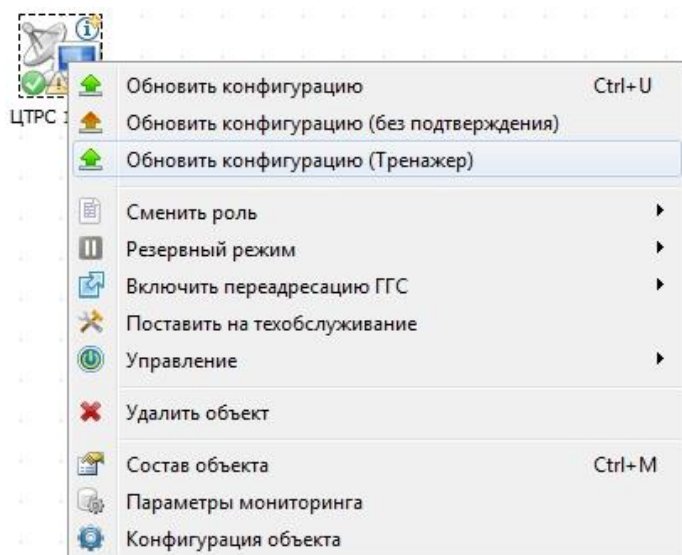 ЦТРС 1
Обновить конфигурацию Ctrl+U
Обновить конфигурацию (без подтверждения)
Обновить конфигурацию (Тренажер)
Сменить роль
Резервный режим
Включить переадресацию ГГС
Поставить на техобслуживание
Управление
Удалить объект
Состав объекта Ctrl+M
Параметры мониторинга
Конфигурация объекта